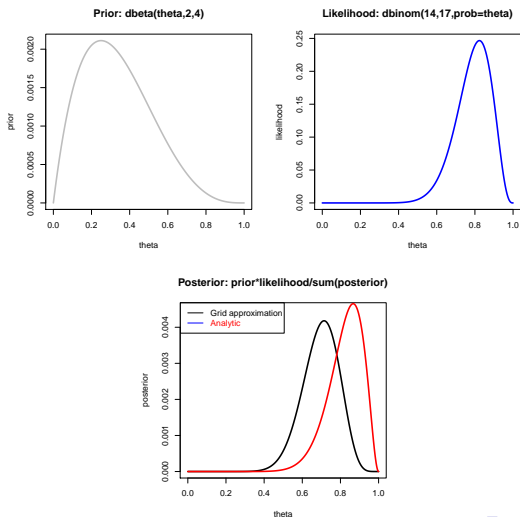 Prior: dbeta(theta,2,4)
prior
0.0000 0.0005 0.0010 0.0015 0.0020
0.0 0.2 0.4 0.6 0.8 1.0
theta
Likelihood: dbinom(14,17,prob=theta)
likelihood
0.00 0.05 0.10 0.15 0.20 0.25
0.0 0.2 0.4 0.6 0.8 1.0
theta
Posterior: prior*likelihood/sum(posterior)
Grid approximation
Analytic
posterior
0.000 0.001 0.002 0.003 0.004
0.0 0.2 0.4 0.6 0.8 1.0
theta